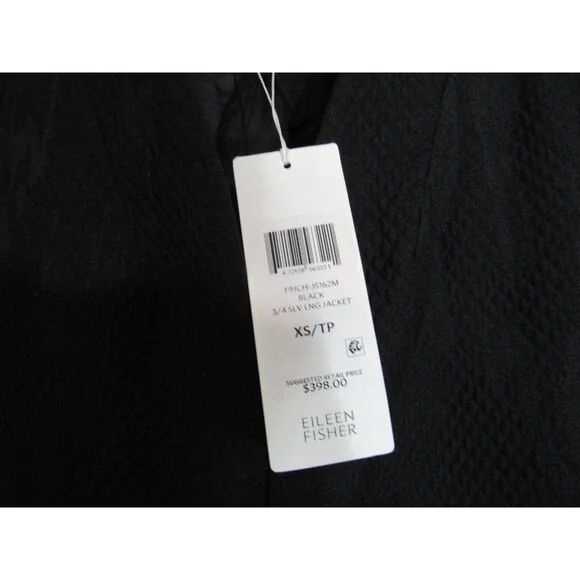 F9JCH-J5162M
BLACK
3/4 SLV LNG JACKET
XS/TP
SUGGESTED RETAIL PRICE
$398.00
EILEEN
FISHER